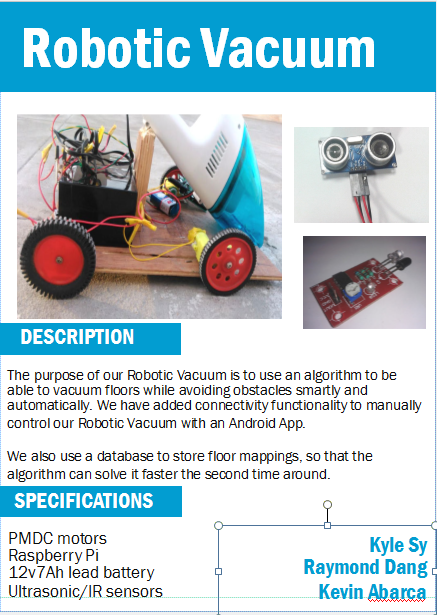 Robotic Vacuum
DESCRIPTION
The purpose of our Robotic Vacuum is to use an algorithm to be
able to vacuum floors while avoiding obstacles smartly and
automatically. We have added connectivity functionality to manually
control our Robotic Vacuum with an Android App.
We also use a database to store floor mappings, so that the
algorithm can solve it faster the second time around.
SPECIFICATIONS
PMDC motors
Raspberry Pi
12v7Ah lead battery
Ultrasonic/IR sensors
Kyle Sy
Raymond Dang
Kevin Abarca